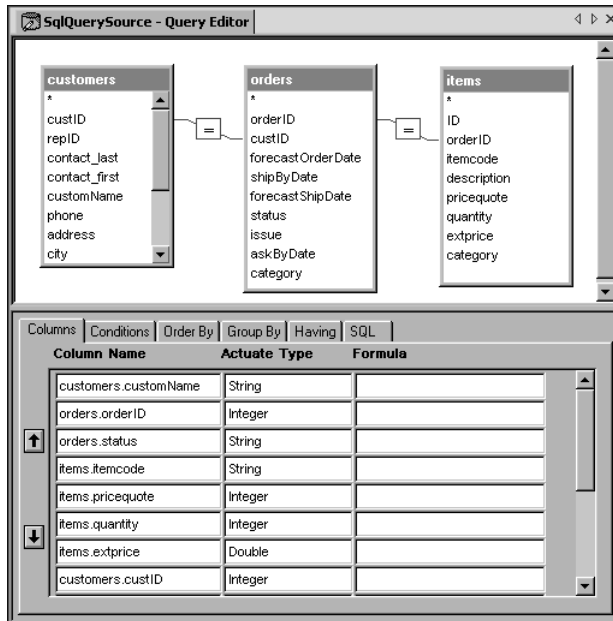 SqlQuerySource - Query Editor
customers
*
custID
repID
contact_last
contact_first
customName
phone
address
city
=
orders
*
orderID
custID
forecastOrderDate
shipByDate
forecastShipDate
status
issue
askByDate
category
=
items
*
ID
orderID
itemcode
description
pricequote
quantity
extprice
category
Columns Conditions Order By Group By Having SQL
Column Name Actuate Type Formula
customers.customName String
orders.orderID Integer
orders.status String
items.itemcode String
items.pricequote Integer
items.quantity Integer
items.extprice Double
customers.custID Integer